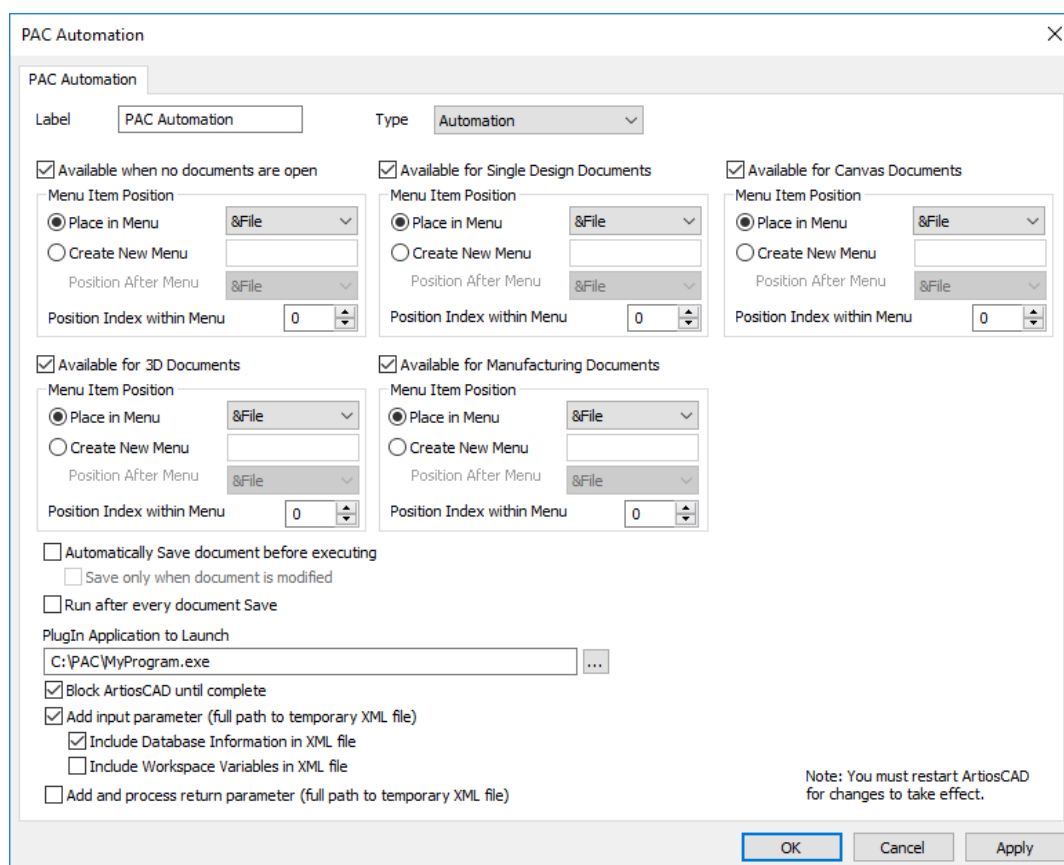 PAC Automation
PAC Automation
Label PAC Automation Type Automation
Available when no documents are open Available for Single Design Documents Available for Canvas Documents
Menu Item Position Menu Item Position Menu Item Position
Place in Menu &File Place in Menu &File Place in Menu &File
Create New Menu Create New Menu Create New Menu
Position After Menu &File Position After Menu &File Position After Menu &File
Position Index within Menu 0 Position Index within Menu 0 Position Index within Menu 0
Available for 3D Documents Available for Manufacturing Documents
Menu Item Position Menu Item Position
Place in Menu &File Place in Menu &File
Create New Menu Create New Menu
Position After Menu &File Position After Menu &File
Position Index within Menu 0 Position Index within Menu 0
Automatically Save document before executing
Save only when document is modified
Run after every document Save
PlugIn Application to Launch
C:\PAC\MyProgram.exe ...
Block ArtiosCAD until complete
Add input parameter (full path to temporary XML file)
Include Database Information in XML file
Include Workspace Variables in XML file
Add and process return parameter (full path to temporary XML file)
Note: You must restart ArtiosCAD
for changes to take effect.
OK Cancel Apply